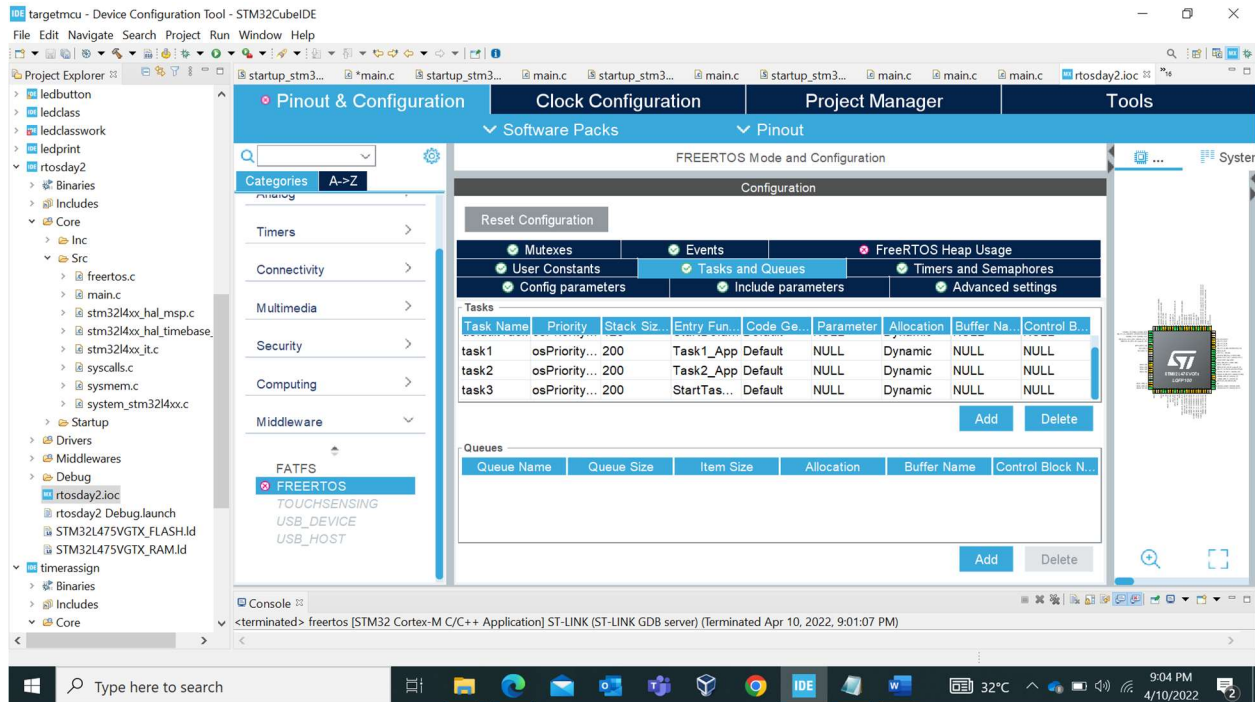 targetmcu - Device Configuration Tool - STM32CubeIDE
File Edit Navigate Search Project Run Window Help
Project Explorer
startup_stm3... *main.c startup_stm3... main.c startup_stm3... main.c startup_stm3... main.c main.c main.c rtosday2.ioc
ledbutton
ledclass
ledclasswork
ledprint
rtosday2
Binaries
Includes
Core
Inc
Src
freertos.c
main.c
stm32l4xx_hal_msp.c
stm32l4xx_hal_timebase_
stm32l4xx_it.c
syscalls.c
sysmem.c
system_stm32l4xx.c
Startup
Drivers
Middlewares
Debug
rtosday2.ioc
rtosday2 Debug.launch
STM32L475VGTX_FLASH.ld
STM32L475VGTX_RAM.ld
timerassign
Binaries
Includes
Core
Pinout & Configuration Clock Configuration Project Manager Tools
Software Packs Pinout
Categories A->Z
Analog
Timers
Connectivity
Multimedia
Security
Computing
Middleware
FATFS
FREERTOS
TOUCHSENSING
USB_DEVICE
USB_HOST
FREERTOS Mode and Configuration
Configuration
Reset Configuration
Mutexes Events FreeRTOS Heap Usage
User Constants Tasks and Queues Timers and Semaphores
Config parameters Include parameters Advanced settings
Tasks
Task Name Priority Stack Siz... Entry Fun... Code Ge... Parameter Allocation Buffer Na... Control B...
task1 osPriority... 200 Task1_App Default NULL Dynamic NULL NULL
task2 osPriority... 200 Task2_App Default NULL Dynamic NULL NULL
task3 osPriority... 200 StartTas... Default NULL Dynamic NULL NULL
Add Delete
Queues
Queue Name Queue Size Item Size Allocation Buffer Name Control Block N...
Add Delete
... System
Console
<terminated> freertos [STM32 Cortex-M C/C++ Application] ST-LINK (ST-LINK GDB server) (Terminated Apr 10, 2022, 9:01:07 PM)
Type here to search
IDE
32°C
9:04 PM
4/10/2022
2